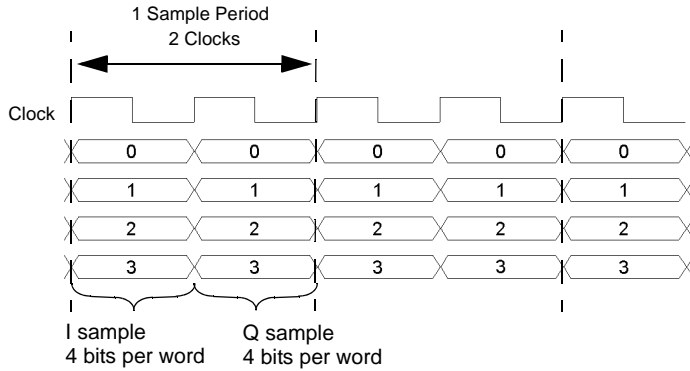 1 Sample Period
2 Clocks
Clock
0 0 0 0 0
1 1 1 1 1
2 2 2 2 2
3 3 3 3 3
I sample
4 bits per word
Q sample
4 bits per word